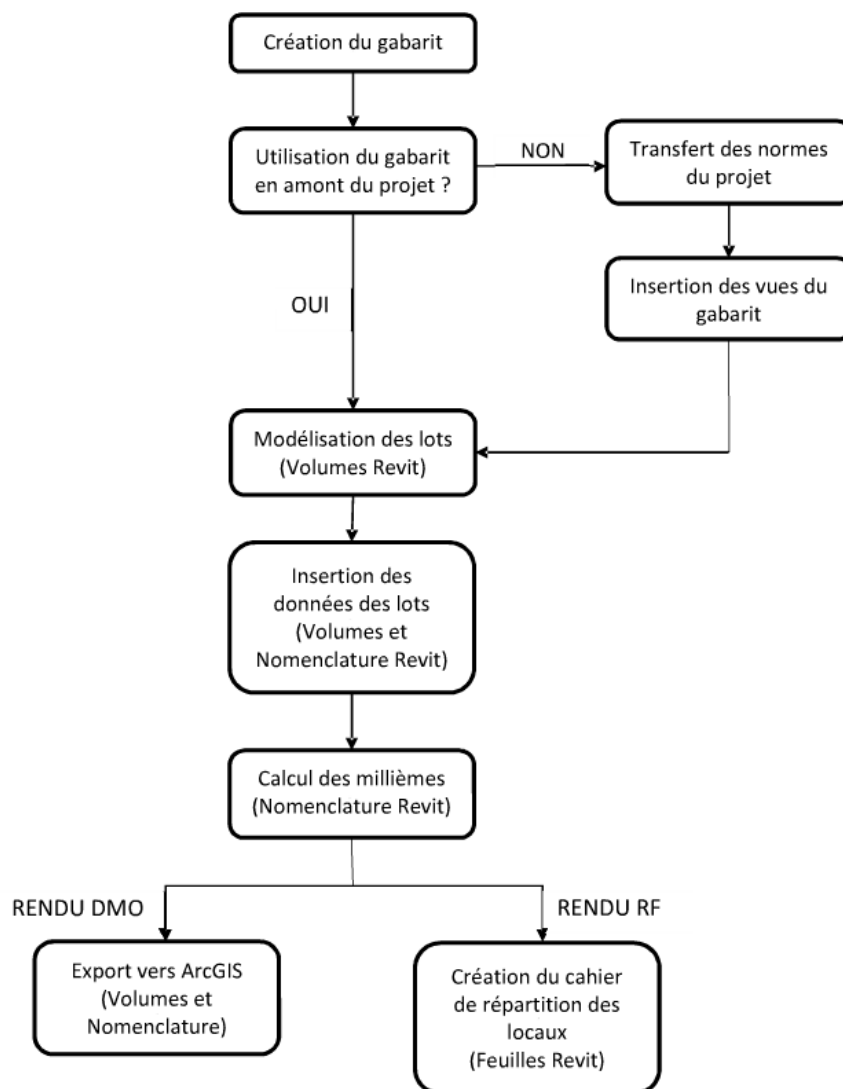 Création du gabarit
Utilisation du gabarit
en amont du projet ?
NON
Transfert des normes
du projet
Insertion des vues du
gabarit
OUI
Modélisation des lots
(Volumes Revit)
Insertion des
données des lots
(Volumes et
Nomenclature Revit)
Calcul des millièmes
(Nomenclature Revit)
RENDU DMO
RENDU RF
Export vers ArcGIS
(Volumes et
Nomenclature)
Création du cahier
de répartition des
locaux
(Feuilles Revit)